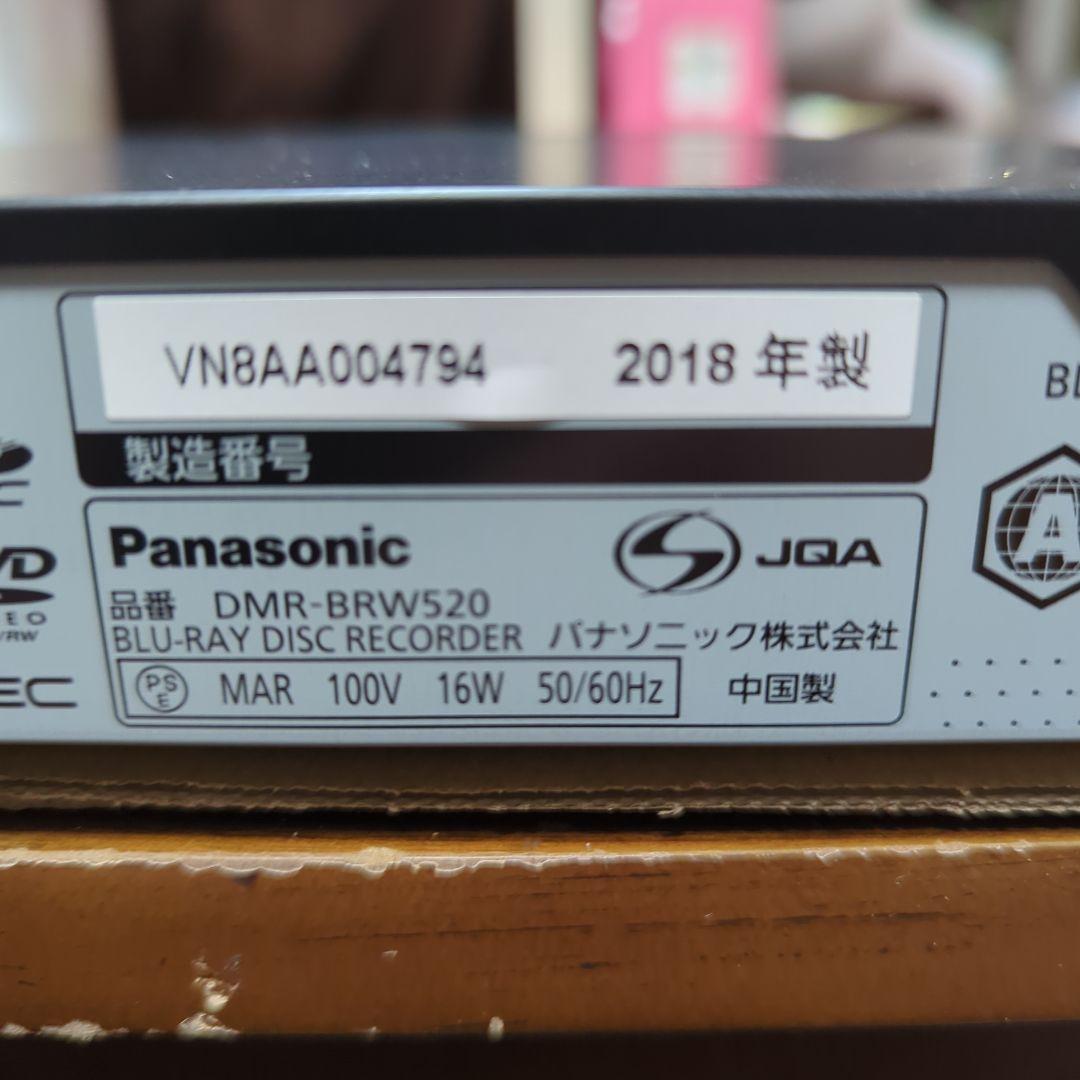 VN8AA004794 2018 年製
製造番号
Panasonic JQA
品番 DMR-BRW520
BLU-RAY DISC RECORDER パナソニック株式会社
PS E MAR 100V 16W 50/60Hz 中国製
A